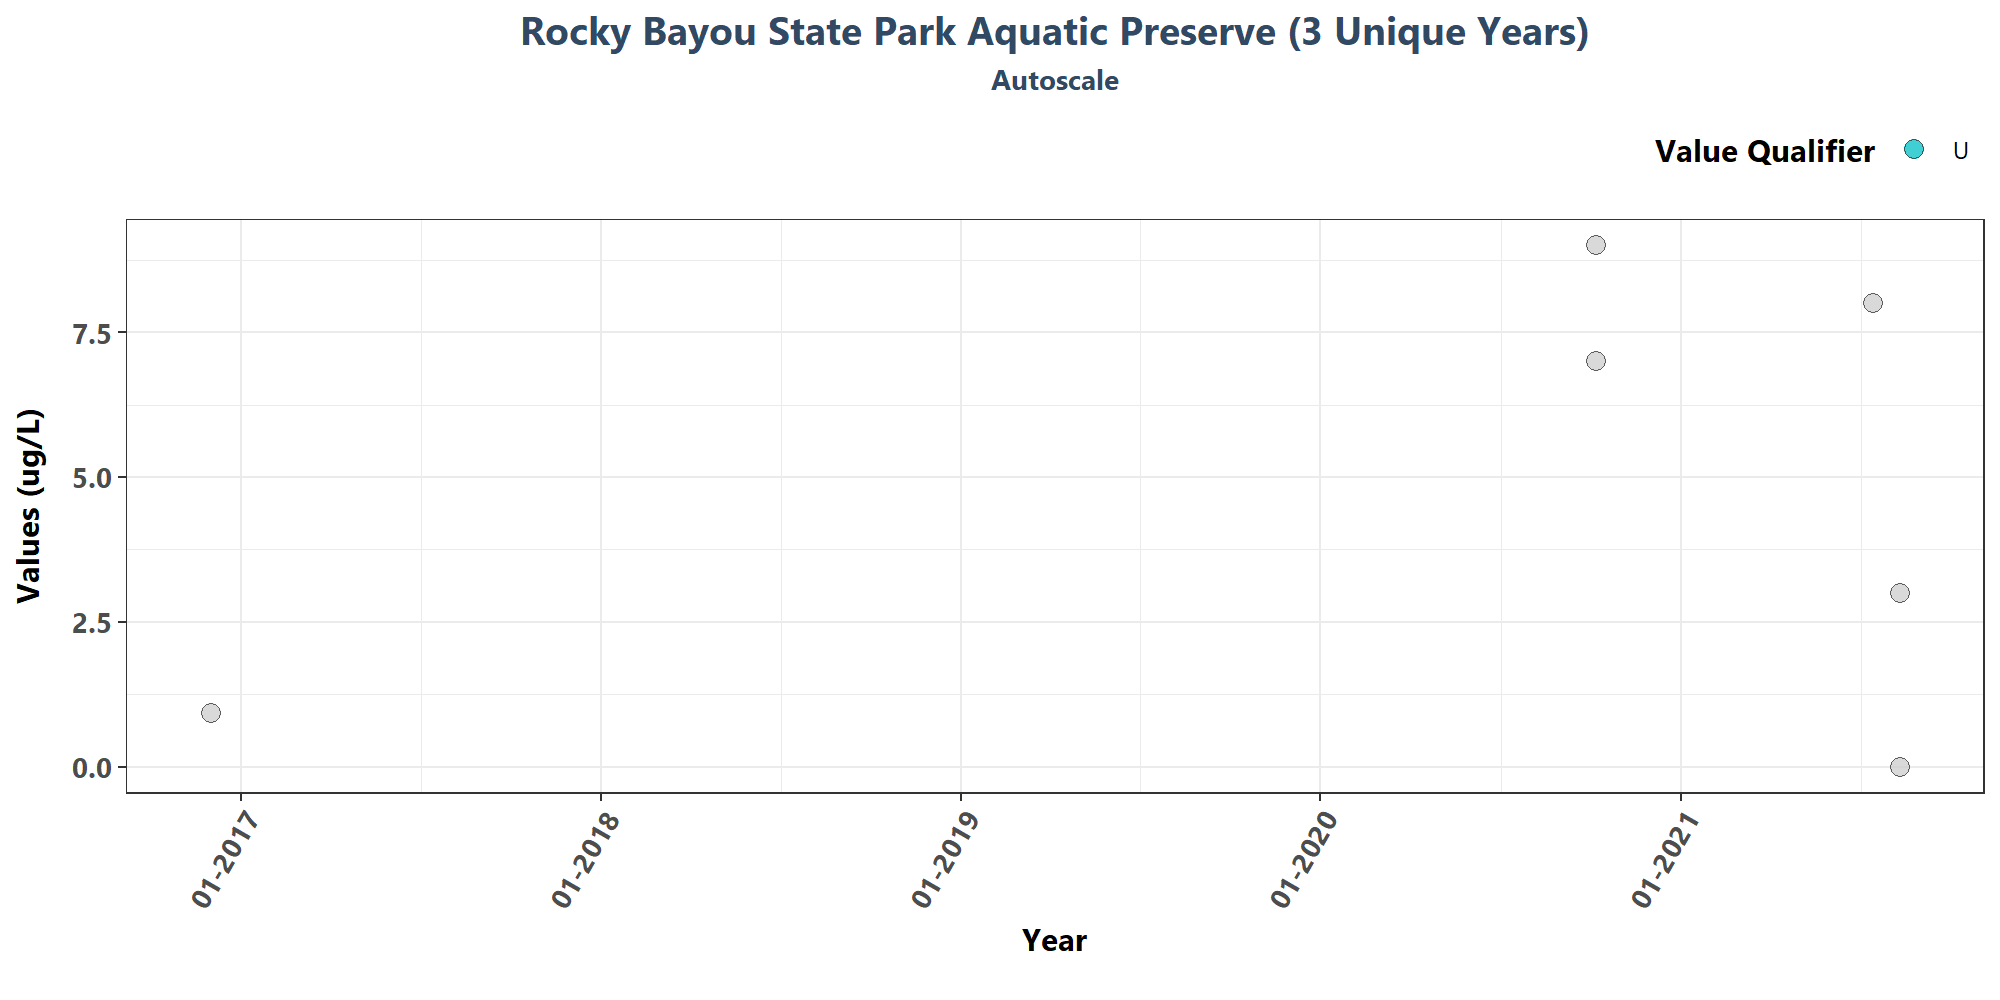 Rocky Bayou State Park Aquatic Preserve (3 Unique Years)
Autoscale
Value Qualifier U
Values (ug/L)
7.5
5.0
2.5
0.0
01-2017 01-2018 01-2019 01-2020 01-2021
Year